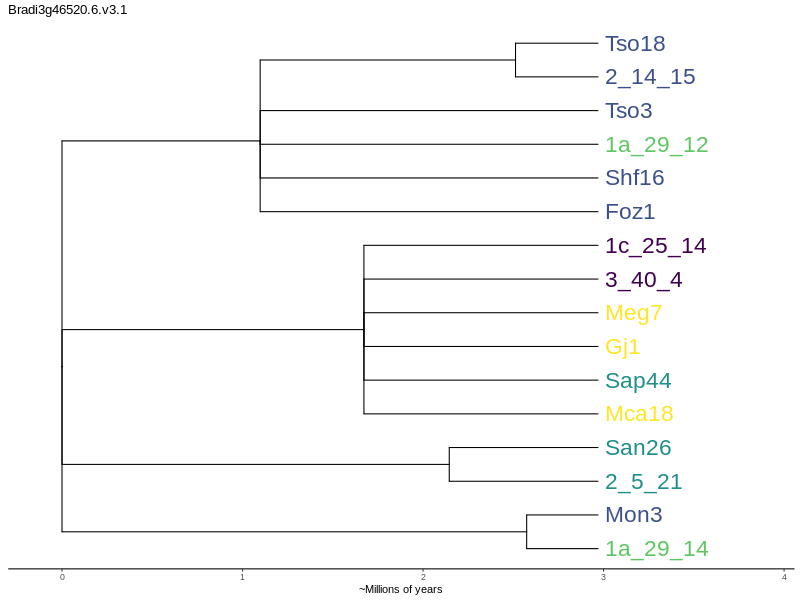 Bradi3g46520.6.v3.1
Tso18
2_14_15
Tso3
1a_29_12
Shf16
Foz1
1c_25_14
3_40_4
Meg7
Gj1
Sap44
Mca18
San26
2_5_21
Mon3
1a_29_14
0 1 2 3 4
~Millions of years